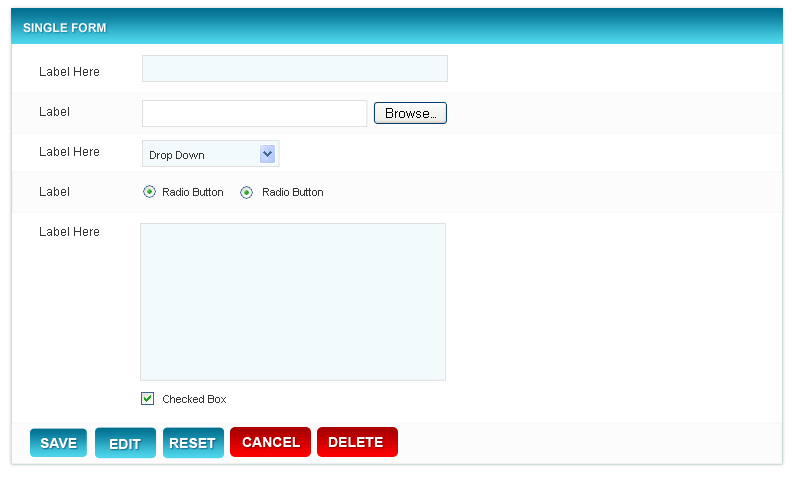 SINGLE FORM
Label Here
Label Browse...
Label Here Drop Down
Label Radio Button Radio Button
Label Here
Checked Box
SAVE EDIT RESET CANCEL DELETE